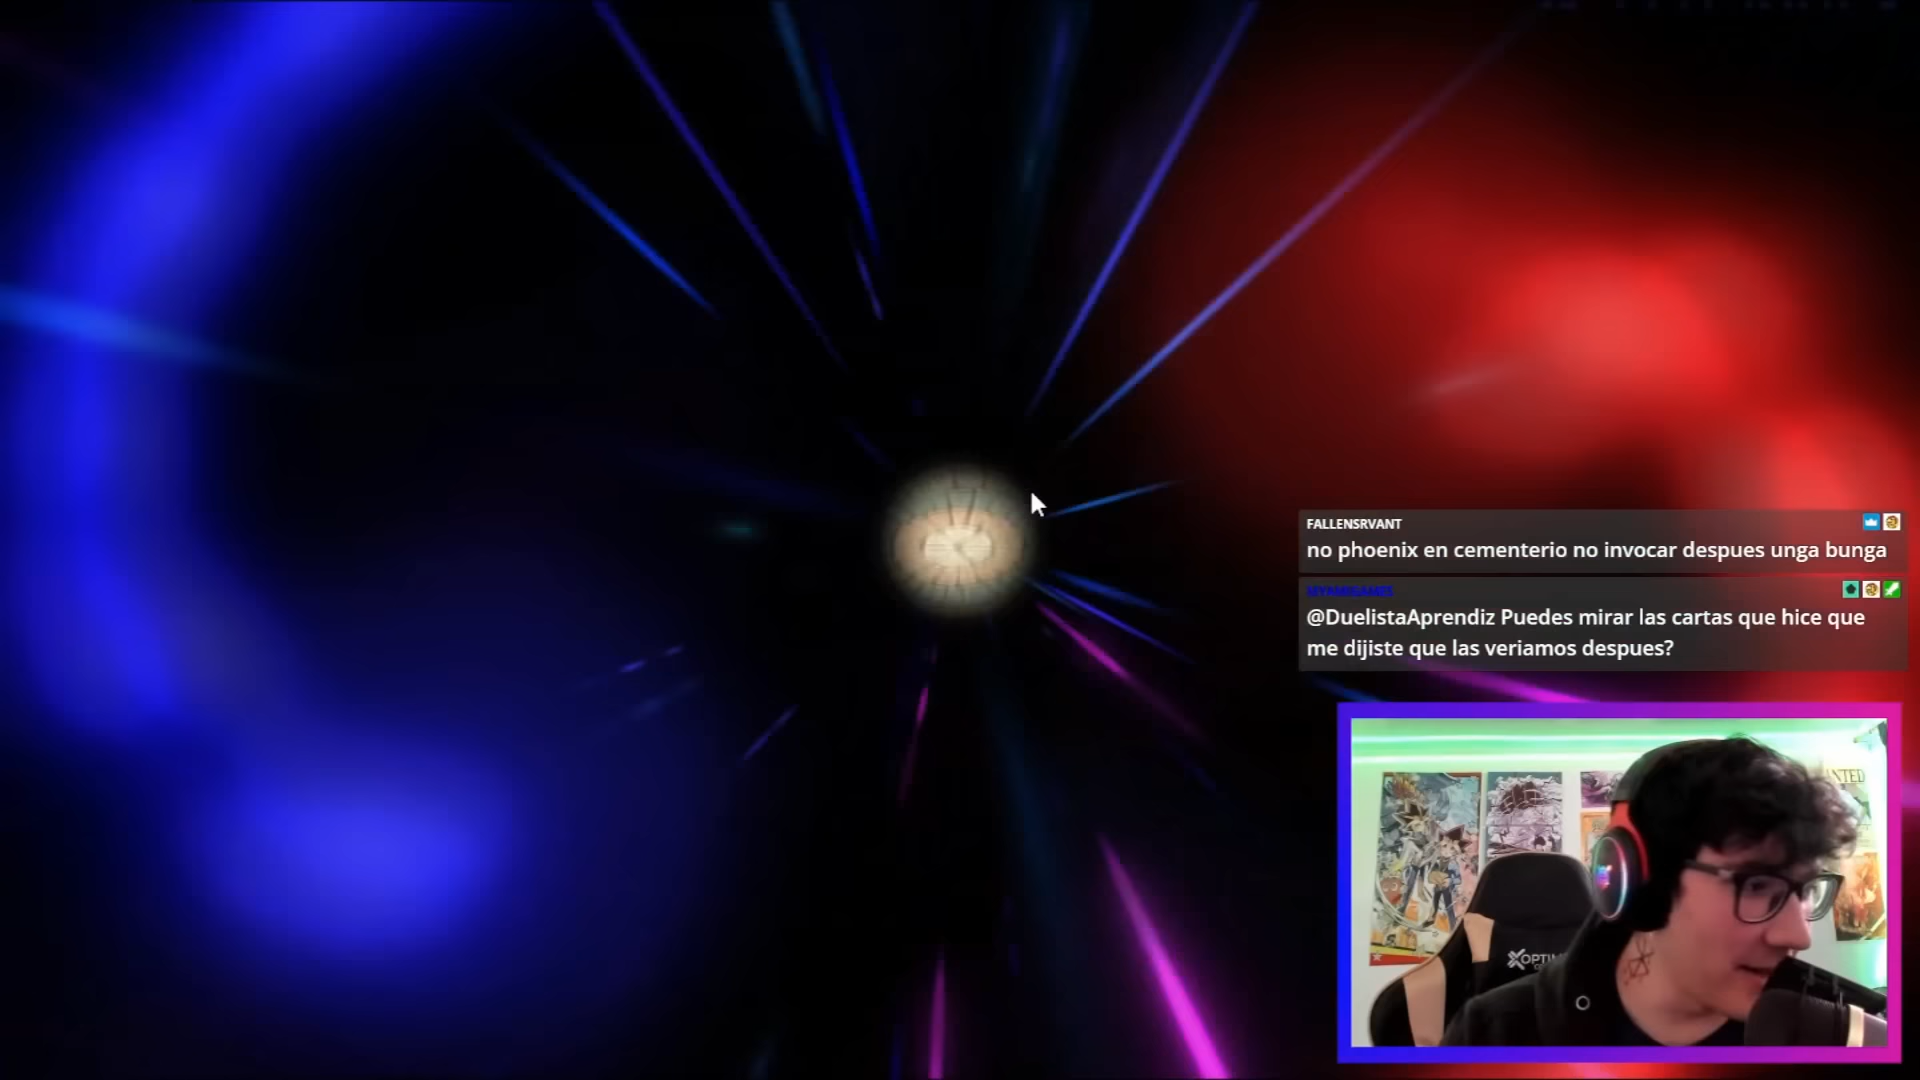 FALLENSRVANT
no phoenix en cementerio no invocar despues unga bunga
@DuelistaAprendiz Puedes mirar las cartas que hice que
me dijiste que las veriamos despues?